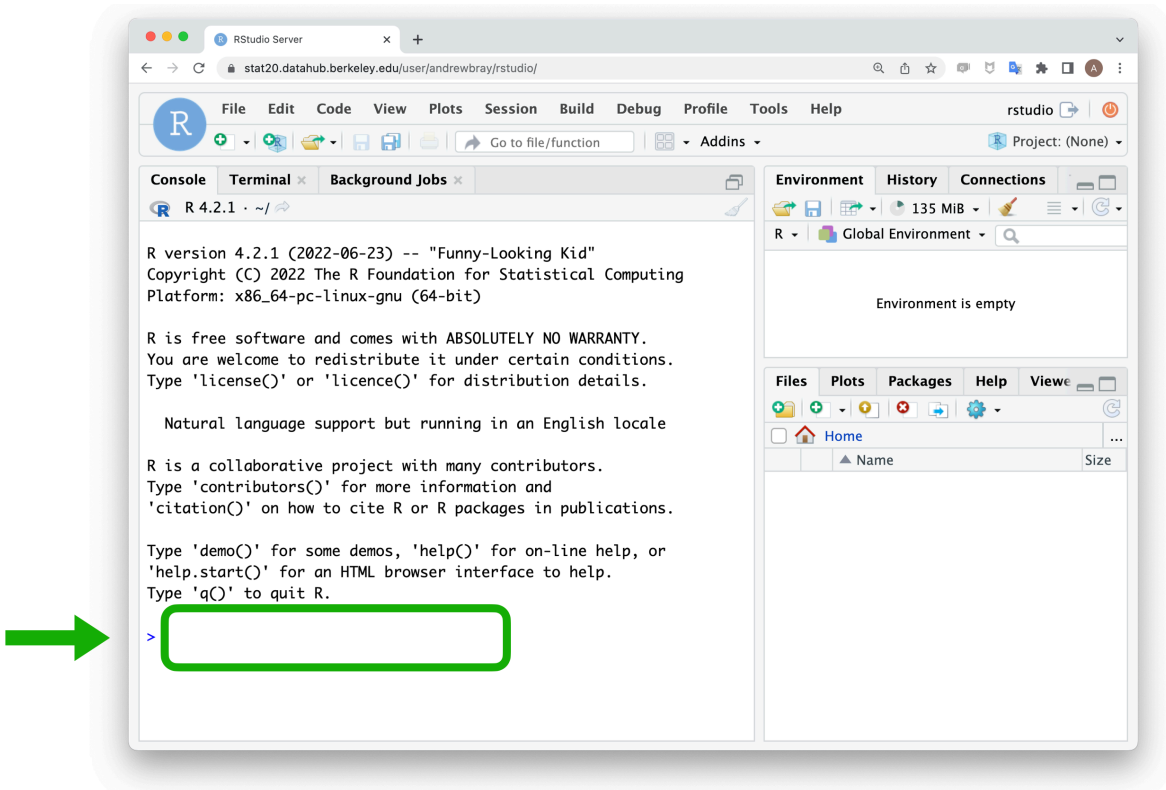 RStudio Server
stat20.datahub.berkeley.edu/user/andrewbray/rstudio/
A
R
File Edit Code View Plots Session Build Debug Profile Tools Help
rstudio
Go to file/function
Addins
Project: (None)
Console Terminal Background Jobs
R 4.2.1 · ~/
R version 4.2.1 (2022-06-23) -- "Funny-Looking Kid"
Copyright (C) 2022 The R Foundation for Statistical Computing
Platform: x86_64-pc-linux-gnu (64-bit)
R is free software and comes with ABSOLUTELY NO WARRANTY.
You are welcome to redistribute it under certain conditions.
Type 'license()' or 'licence()' for distribution details.
Natural language support but running in an English locale
R is a collaborative project with many contributors.
Type 'contributors()' for more information and
'citation()' on how to cite R or R packages in publications.
Type 'demo()' for some demos, 'help()' for on-line help, or
'help.start()' for an HTML browser interface to help.
Type 'q()' to quit R.
>
Environment History Connections
135 MiB
R Global Environment
Environment is empty
Files Plots Packages Help Viewe
Home
...
Name Size